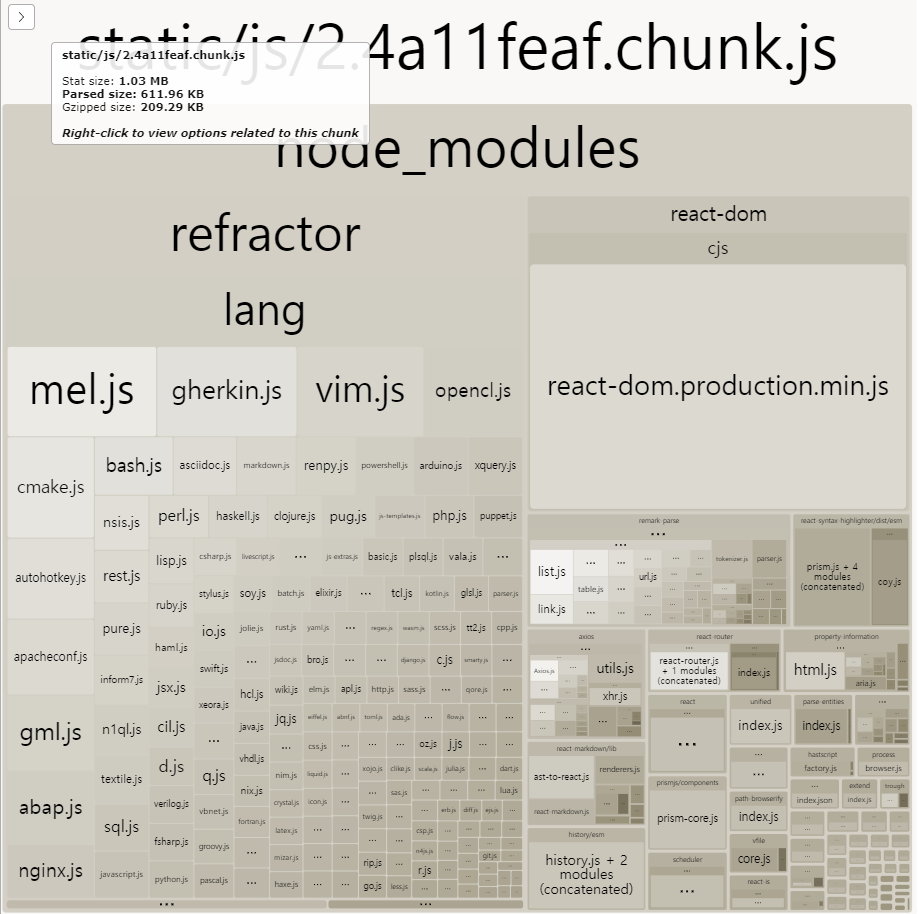 static/js/2.4a11feaf.chunk.js
static/js/2.4a11feaf.chunk.js
Stat size: 1.03 MB
Parsed size: 611.96 KB
Gzipped size: 209.29 KB
Right-click to view options related to this chunk
node_modules
refractor
lang
mel.js
gherkin.js
vim.js
opencl.js
cmake.js
bash.js
asciidoc.js
markdown.js
renpy.js
powershell.js
arduino.js
xquery.js
nsis.js
perl.js
haskell.js
clojure.js
pug.js
js-templates.js
php.js
puppet.js
autohotkey.js
rest.js
lisp.js
csharp.js
livescript.js
...
js-extras.js
basic.js
plsql.js
vala.js
...
stylus.js
soy.js
batch.js
elixir.js
...
tcl.js
kotlin.js
glsl.js
parser.js
ruby.js
pure.js
io.js
jolie.js
rust.js
yaml.js
...
regex.js
wasm.js
scss.js
tt2.js
cpp.js
apacheconf.js
haml.js
swift.js
...
jsdoc.js
bro.js
...
...
django.js
c.js
smarty.js
...
inform7.js
jsx.js
xeora.js
hcl.js
wiki.js
elm.js
apl.js
http.js
sass.js
...
qore.js
...
gml.js
n1ql.js
cil.js
...
java.js
jq.js
eiffel.js
abnf.js
toml.js
ada.js
...
flow.js
...
vhdl.js
...
css.js
...
...
oz.js
j.js
...
d.js
q.js
nix.js
nim.js
liquid.js
...
xojo.js
clike.js
scala.js
julia.js
...
dart.js
textile.js
abap.js
verilog.js
vbnet.js
crystal.js
icon.js
...
sas.js
lua.js
sql.js
fortran.js
twig.js
erb.js
diff.js
ejs.js
fsharp.js
groovy.js
latex.js
csp.js
mizar.js
n4js.js
git.js
nginx.js
javascript.js
python.js
pascal.js
...
haxe.js
rip.js
r.js
go.js
less.js
...
...
react-dom
cjs
react-dom.production.min.js
remark-parse
...
...
list.js
...
link.js
table.js
url.js
tokenizer.js
parser.js
react-syntax-highlighter/dist/esm
...
prism.js + 4
modules
(concatenated)
coy.js
axios
...
Axios.js
utils.js
xhr.js
...
react-router
react-router.js
+ 1 modules
(concatenated)
index.js
property-information
html.js
aria.js
react
...
...
unified
index.js
parse-entities
index.js
...
react-markdown/lib
ast-to-react.js
renderers.js
react-markdown.js
...
...
hastscript
factory.js
process
browser.js
prismjs/components
prism-core.js
path-browserify
index.js
...
index.json
extend
index.js
trough
...
history/esm
history.js + 2
modules
(concatenated)
scheduler
...
...
vfile
core.js
react-is
...
...